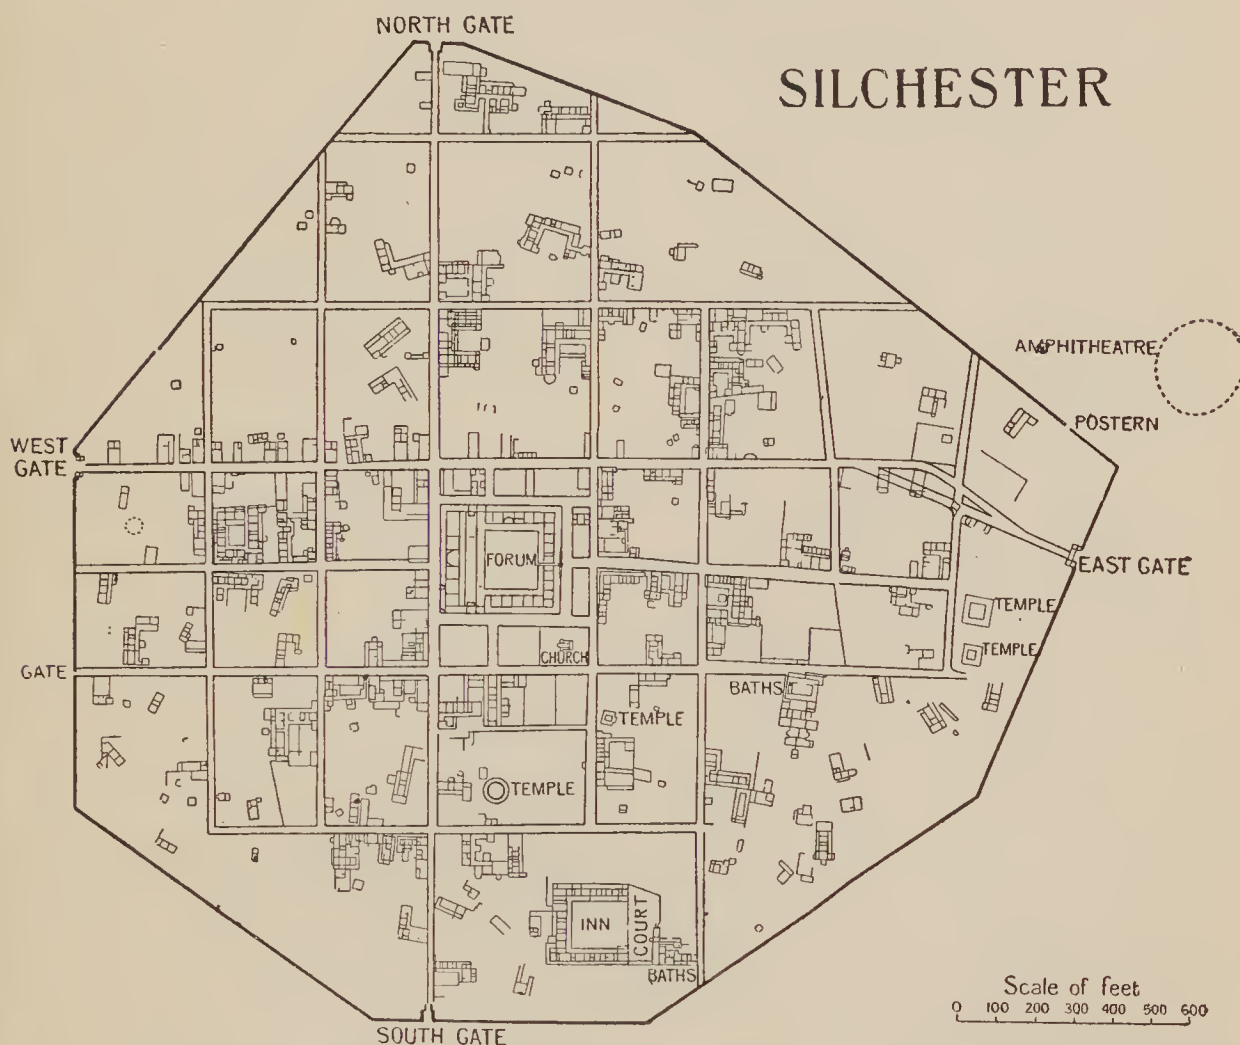 NORTH GATE
SILCHESTER
AMPHITHEATRE
POSTERN
WEST
GATE
FORUM
EAST GATE
TEMPLE
TEMPLE
CHURCH
GATE
BATHS
TEMPLE
TEMPLE
INN
COURT
BATHS
SOUTH GATE
Scale of feet
0 100 200 300 400 500 600